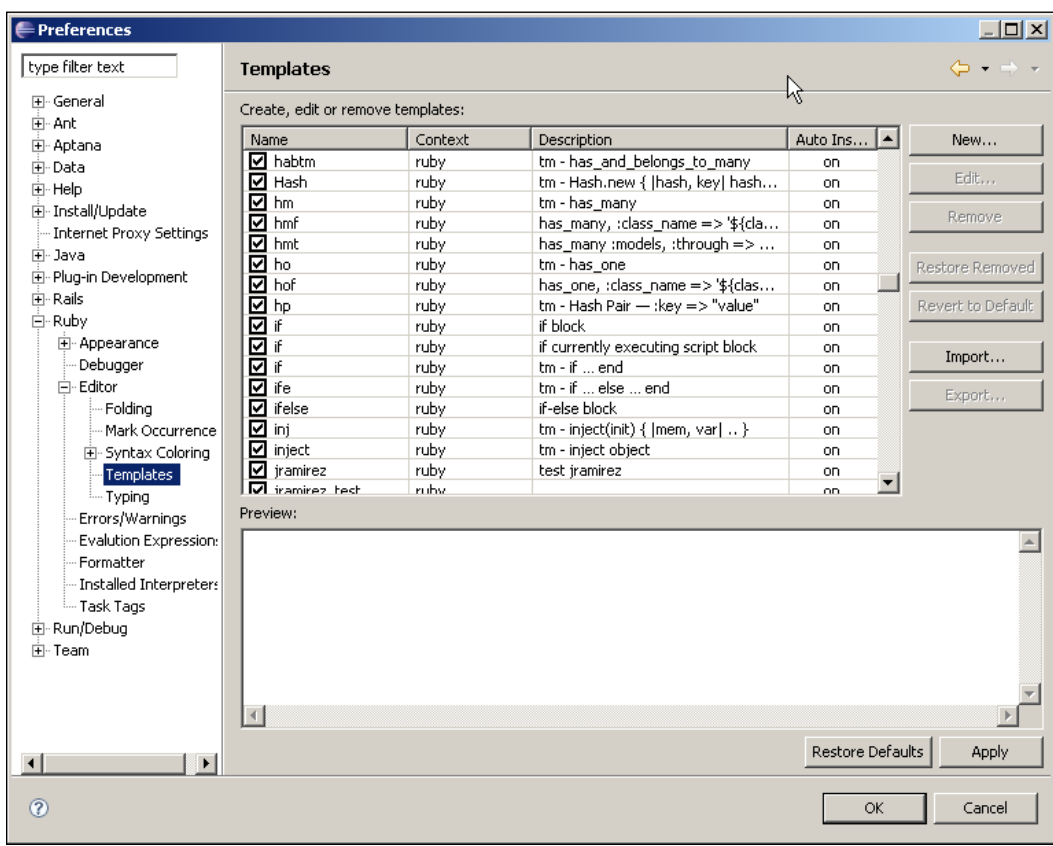 Preferences
type filter text
Templates
General
Ant
Aptana
Data
Help
Install/Update
Internet Proxy Settings
Java
Plug-in Development
Rails
Ruby
Appearance
Debugger
Editor
Folding
Mark Occurrence
Syntax Coloring
Templates
Typing
Errors/Warnings
Evalution Expression
Formatter
Installed Interpreter
Task Tags
Run/Debug
Team
Create, edit or remove templates:
Name Context Description Auto Ins...
habtm ruby tm - has_and_belongs_to_many on
Hash ruby tm - Hash.new { |hash, key| hash... on
hm ruby tm - has_many on
hmf ruby has_many, :class_name => '${cla... on
hmt ruby has_many :models, :through => ... on
ho ruby tm - has_one on
hof ruby has_one, :class_name => '${clas... on
hp ruby tm - Hash Pair — :key => "value" on
if ruby if block on
if ruby if currently executing script block on
if ruby tm - if ... end on
ife ruby tm - if ... else ... end on
ifelse ruby if-else block on
inj ruby tm - inject(init) { |mem, var| .. } on
inject ruby tm - inject object on
jramirez ruby test jramirez on
jramirez_test ruby on
New...
Edit...
Remove
Restore Removed
Revert to Default
Import...
Export...
Preview:
Restore Defaults Apply
OK Cancel